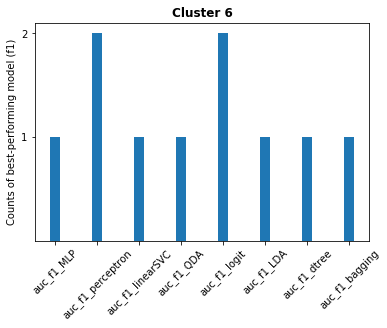 Cluster 6
Counts of best-performing model (f1)
2
1
auc_f1_MLP
auc_f1_perceptron
auc_f1_linearSVC
auc_f1_QDA
auc_f1_logit
auc_f1_LDA
auc_f1_dtree
auc_f1_bagging